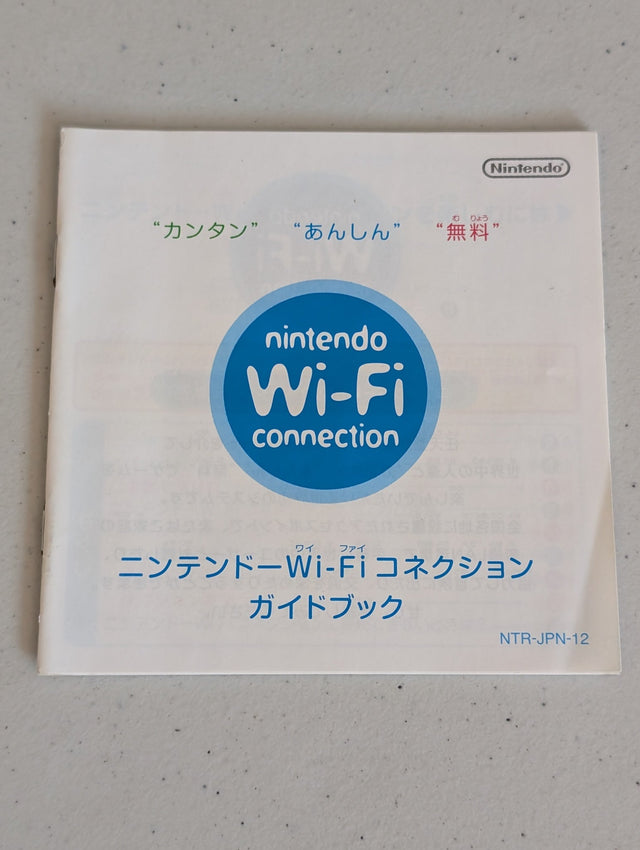 Nintendo
“カンタン” “あんしん” “無料”
nintendo
Wi-Fi
connection
ニンテンドーWi-Fiコネクション
ガイドブック
NTR-JPN-12